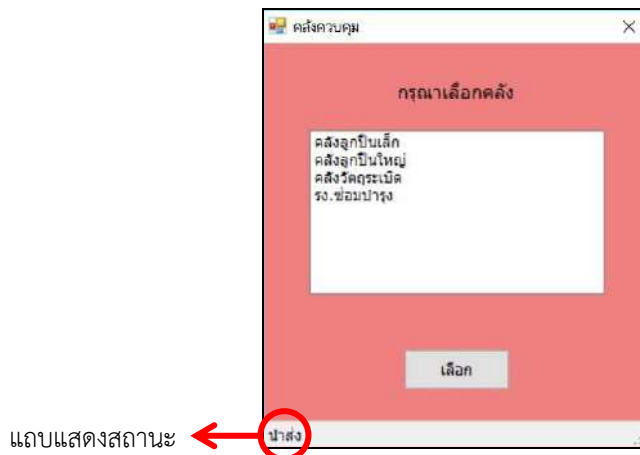 คลังควบคุม
กรุณาเลือกคลัง
คลังลูกปืนเล็ก
คลังลูกปืนใหญ่
คลังวัตถุระเบิด
รง.ซ่อมบำรุง
เลือก
แถบแสดงสถานะ
นำส่ง